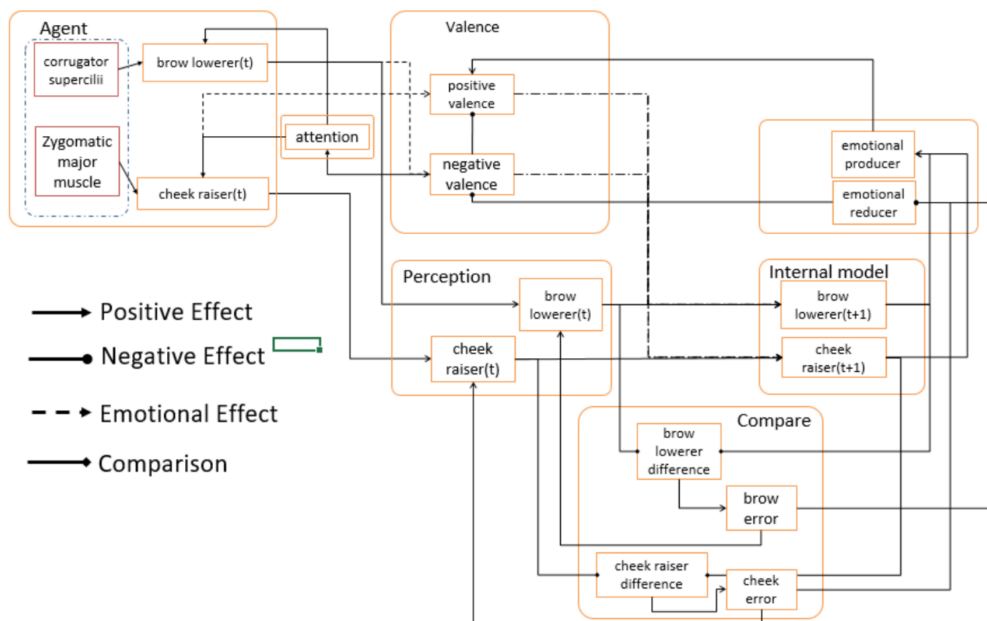 Agent
corrugator
supercilii
brow lowerer(t)
Zygomatic
major
muscle
attention
cheek raiser(t)
Valence
positive
valence
negative
valence
emotional
producer
emotional
reducer
Perception
brow
lowerer(t)
cheek
raiser(t)
Internal model
brow
lowerer(t+1)
cheek
raiser(t+1)
Positive Effect
Negative Effect
Emotional Effect
Comparison
Compare
brow
lowerer
difference
brow
error
cheek raiser
difference
cheek
error